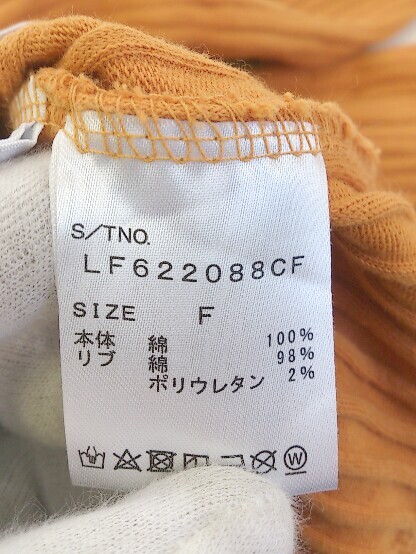 S/TNO.
LF622088CF
SIZE F
本体 綿 100%
リブ 綿 98%
ポリウレタン 2%
W